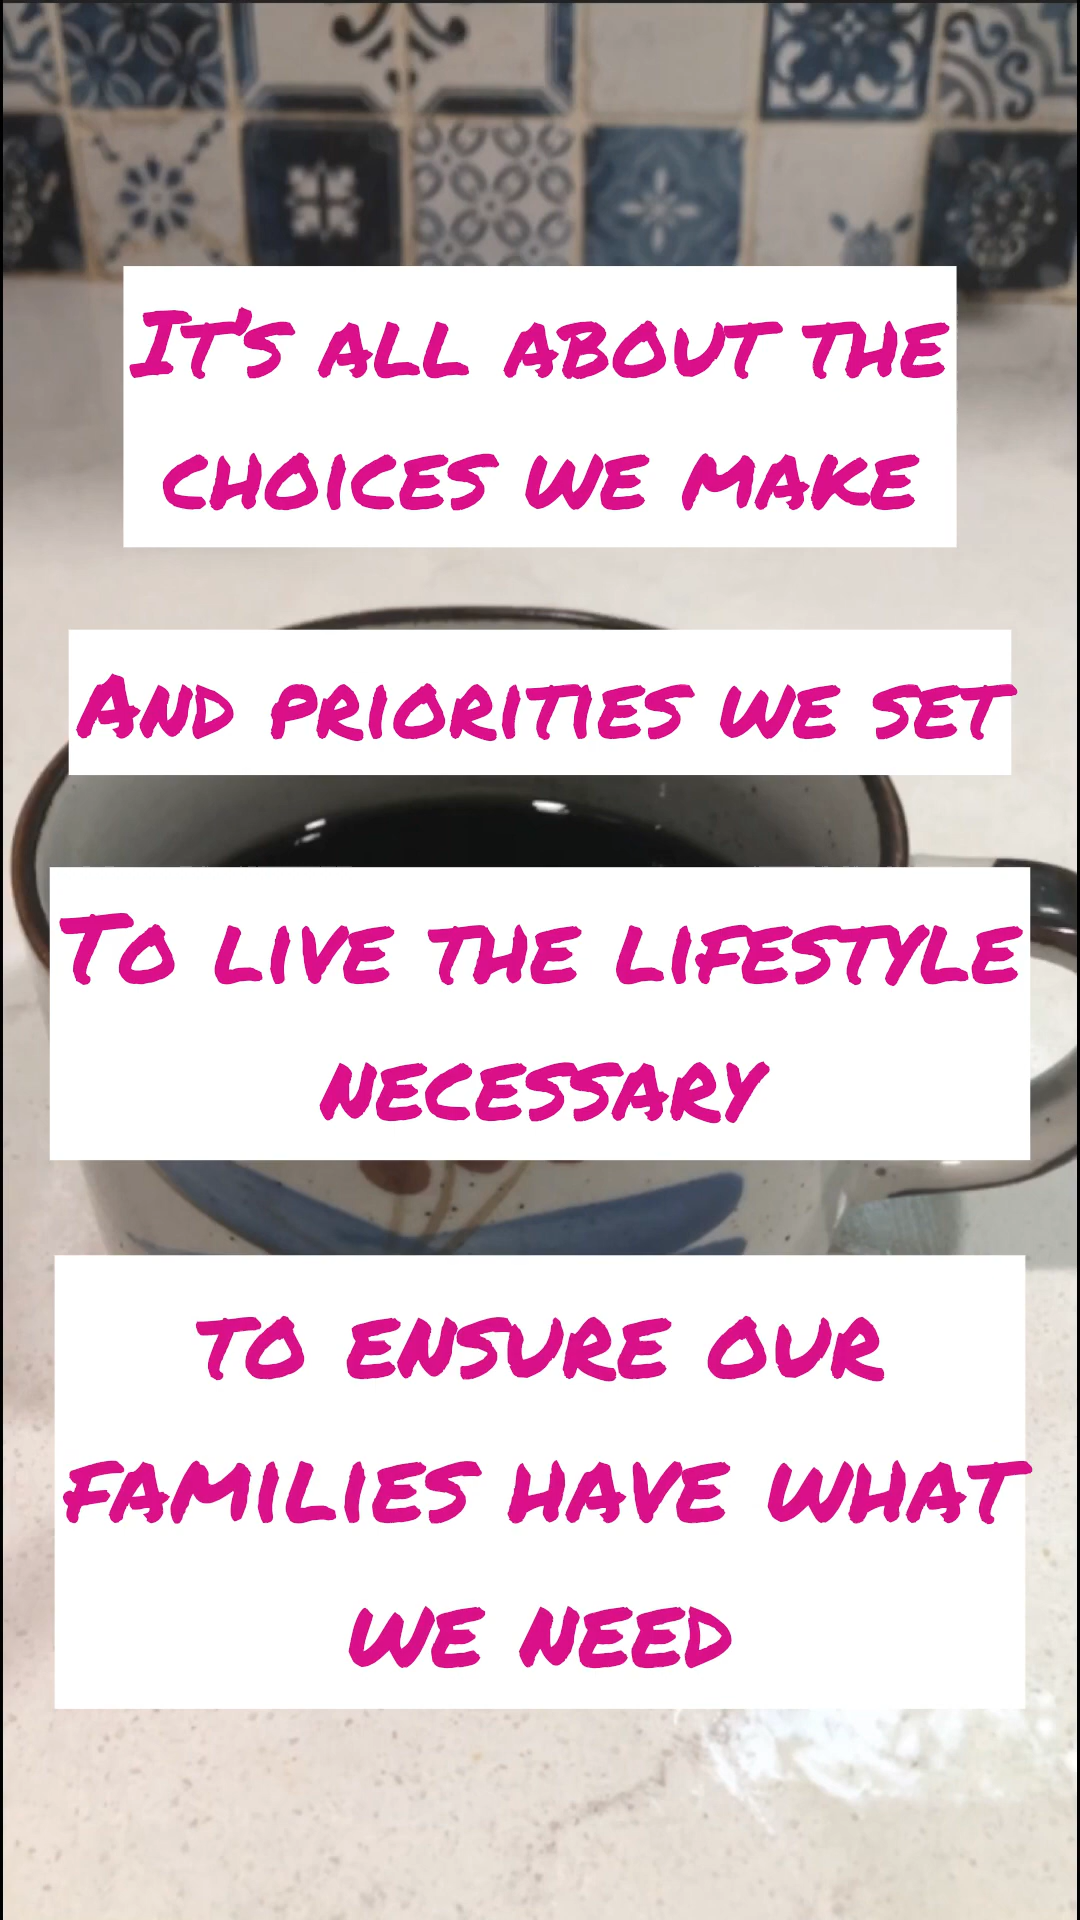 It's all about the
choices we make
And priorities we set
To live the lifestyle
necessary
to ensure our
families have what
we need